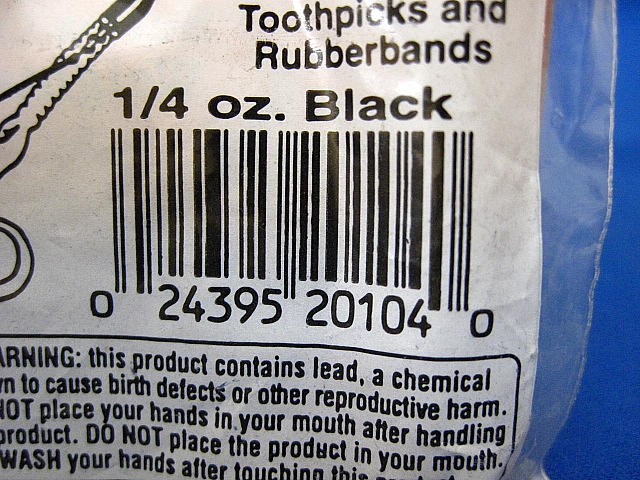 Toothpicks and
Rubberbands
1/4 oz. Black
0 24395 20104 0
ARNING: this product contains lead, a chemical
wn to cause birth defects or other reproductive harm.
NOT place your hands in your mouth after handling
product. DO NOT place the product in your mouth.
WASH your hands after touching this